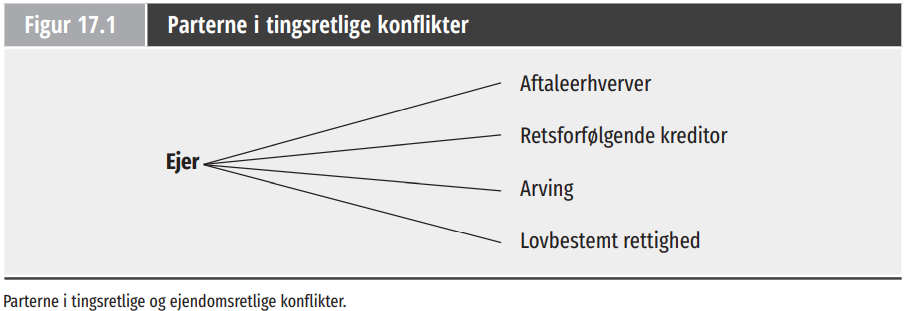 Figur 17.1 Parterne i tingsretlige konflikter
Aftaleerhverver
Retsforfølgende kreditor
Ejer
Arving
Lovbestemt rettighed
Parterne i tingsretlige og ejendomsretlige konflikter.